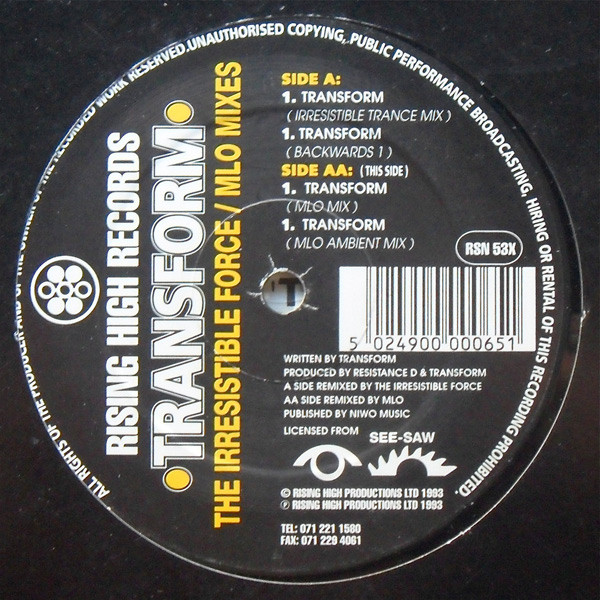 ALL RIGHTS OF THE PRODUCER AND OF THE OWNER OF THE RECORDED WORK RESERVED. UNAUTHORISED COPYING, PUBLIC PERFORMANCE BROADCASTING, HIRING OR RENTAL OF THIS RECORDING PROHIBITED.
RISING HIGH RECORDS
TRANSFORM
THE IRRESISTIBLE FORCE / MLO MIXES
SIDE A:
1. TRANSFORM
( IRRESISTIBLE TRANCE MIX )
1. TRANSFORM
( BACKWARDS 1 )
SIDE AA: ( THIS SIDE )
1. TRANSFORM
( MLO MIX )
1. TRANSFORM
( MLO AMBIENT MIX )
RSN 53X
5 024900 000651
WRITTEN BY TRANSFORM
PRODUCED BY RESISTANCE D & TRANSFORM
A SIDE REMIXED BY THE IRRESISTIBLE FORCE
AA SIDE REMIXED BY MLO
PUBLISHED BY NIWO MUSIC
LICENSED FROM
SEE-SAW
© RISING HIGH PRODUCTIONS LTD 1993
℗ RISING HIGH PRODUCTIONS LTD 1993
TEL: 071 221 1580
FAX: 071 229 4061